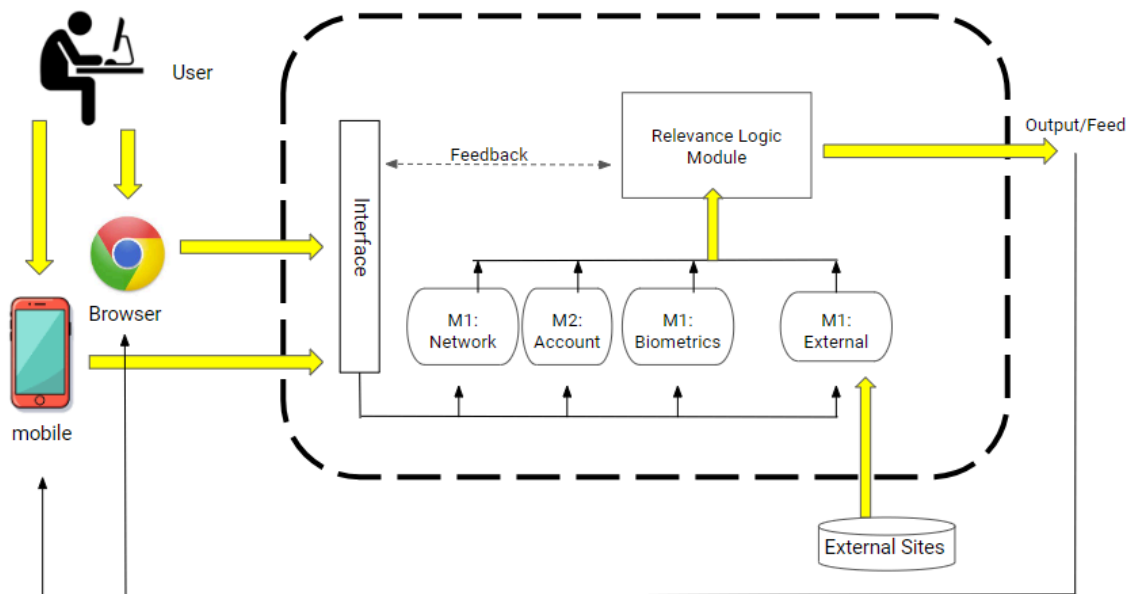 User
Output/Feed
Relevance Logic
Module
Feedback
Interface
Browser
M1:
Network
M2:
Account
M1:
Biometrics
M1:
External
mobile
External Sites